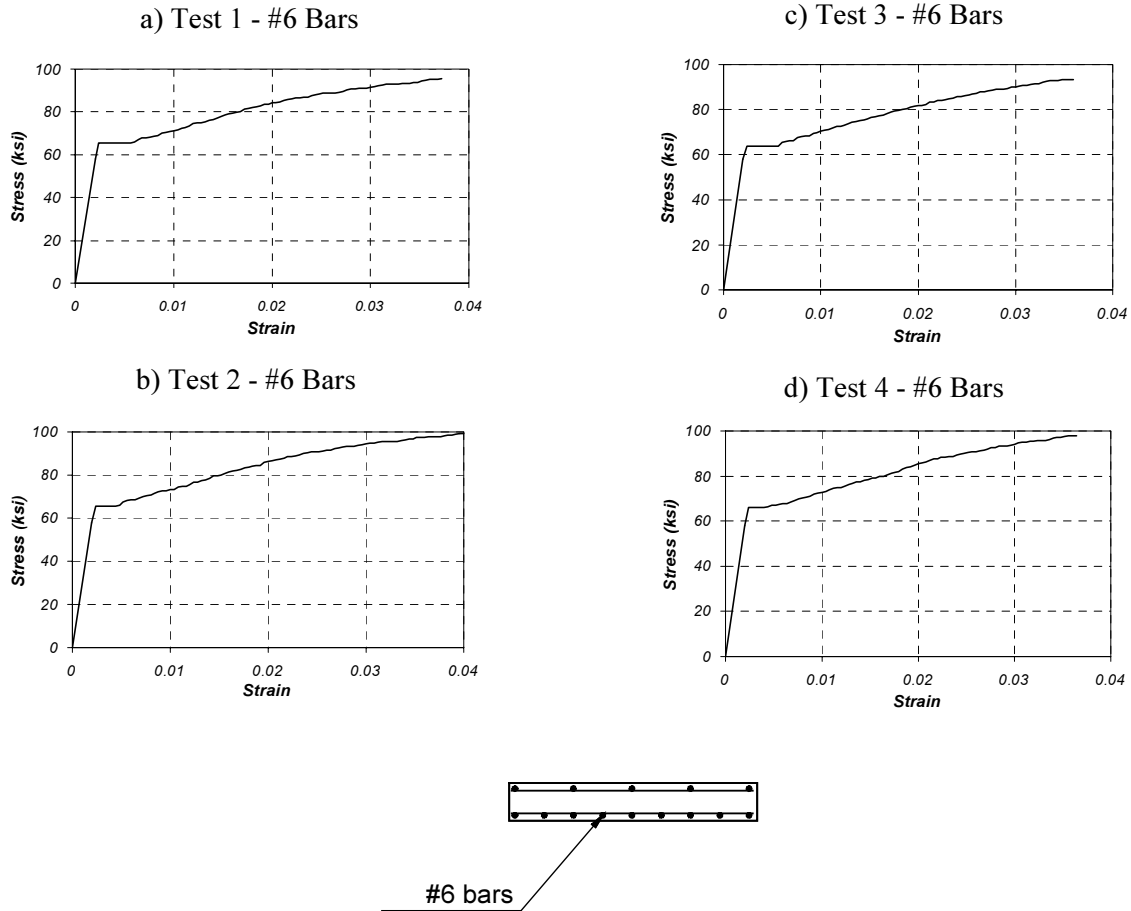 a) Test 1 - #6 Bars
100
80
60
40
20
0
Stress (ksi)
0 0.01 0.02 0.03 0.04
Strain
c) Test 3 - #6 Bars
100
80
60
40
20
0
Stress (ksi)
0 0.01 0.02 0.03 0.04
Strain
b) Test 2 - #6 Bars
100
80
60
40
20
0
Stress (ksi)
0 0.01 0.02 0.03 0.04
Strain
d) Test 4 - #6 Bars
100
80
60
40
20
0
Stress (ksi)
0 0.01 0.02 0.03 0.04
Strain
#6 bars